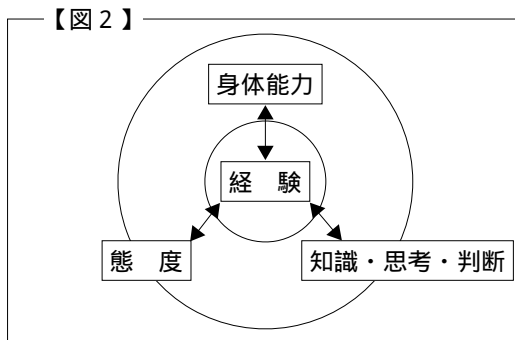 【図２】
身体能力
経　験
態　度
知識・思考・判断